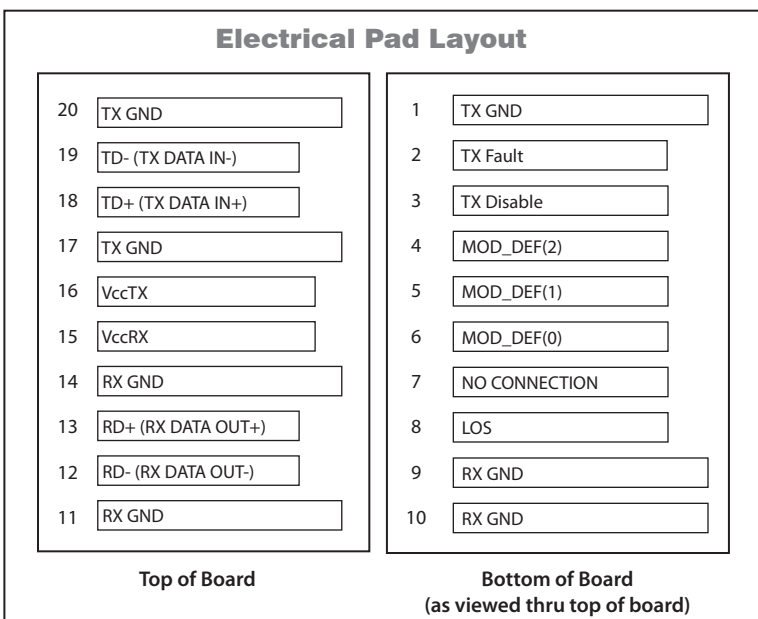 Electrical Pad Layout
20 TX GND
19 TD- (TX DATA IN-)
18 TD+ (TX DATA IN+)
17 TX GND
16 VccTX
15 VccRX
14 RX GND
13 RD+ (RX DATA OUT+)
12 RD- (RX DATA OUT-)
11 RX GND
Top of Board
1 TX GND
2 TX Fault
3 TX Disable
4 MOD_DEF(2)
5 MOD_DEF(1)
6 MOD_DEF(0)
7 NO CONNECTION
8 LOS
9 RX GND
10 RX GND
Bottom of Board
(as viewed thru top of board)